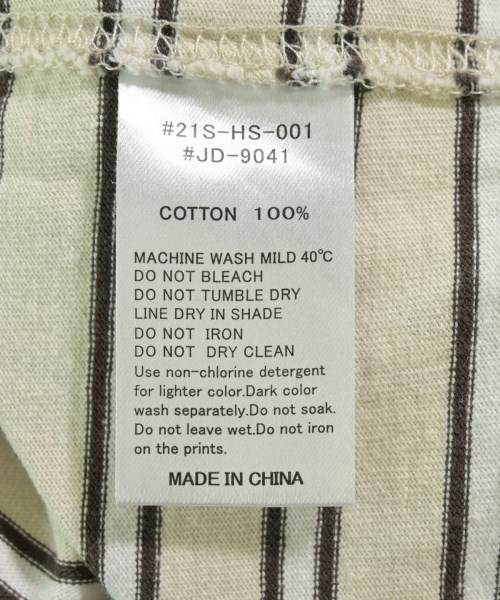 #21S-HS-001
#JD-9041
COTTON 100%
MACHINE WASH MILD 40℃
DO NOT BLEACH
DO NOT TUMBLE DRY
LINE DRY IN SHADE
DO NOT IRON
DO NOT DRY CLEAN
Use non-chlorine detergent
for lighter color.Dark color
wash separately.Do not soak.
Do not leave wet.Do not iron
on the prints.
MADE IN CHINA